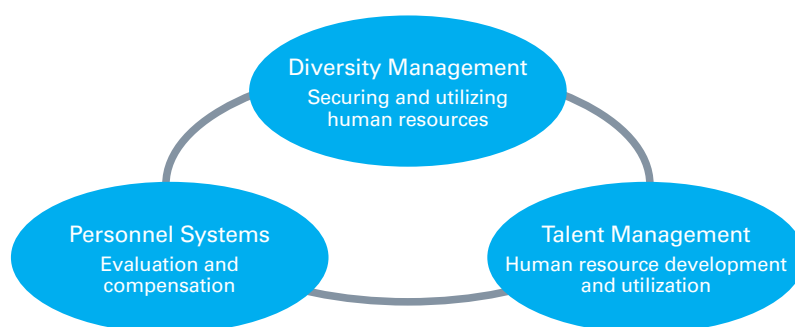 Diversity Management
Securing and utilizing
human resources
Personnel Systems
Evaluation and
compensation
Talent Management
Human resource development
and utilization